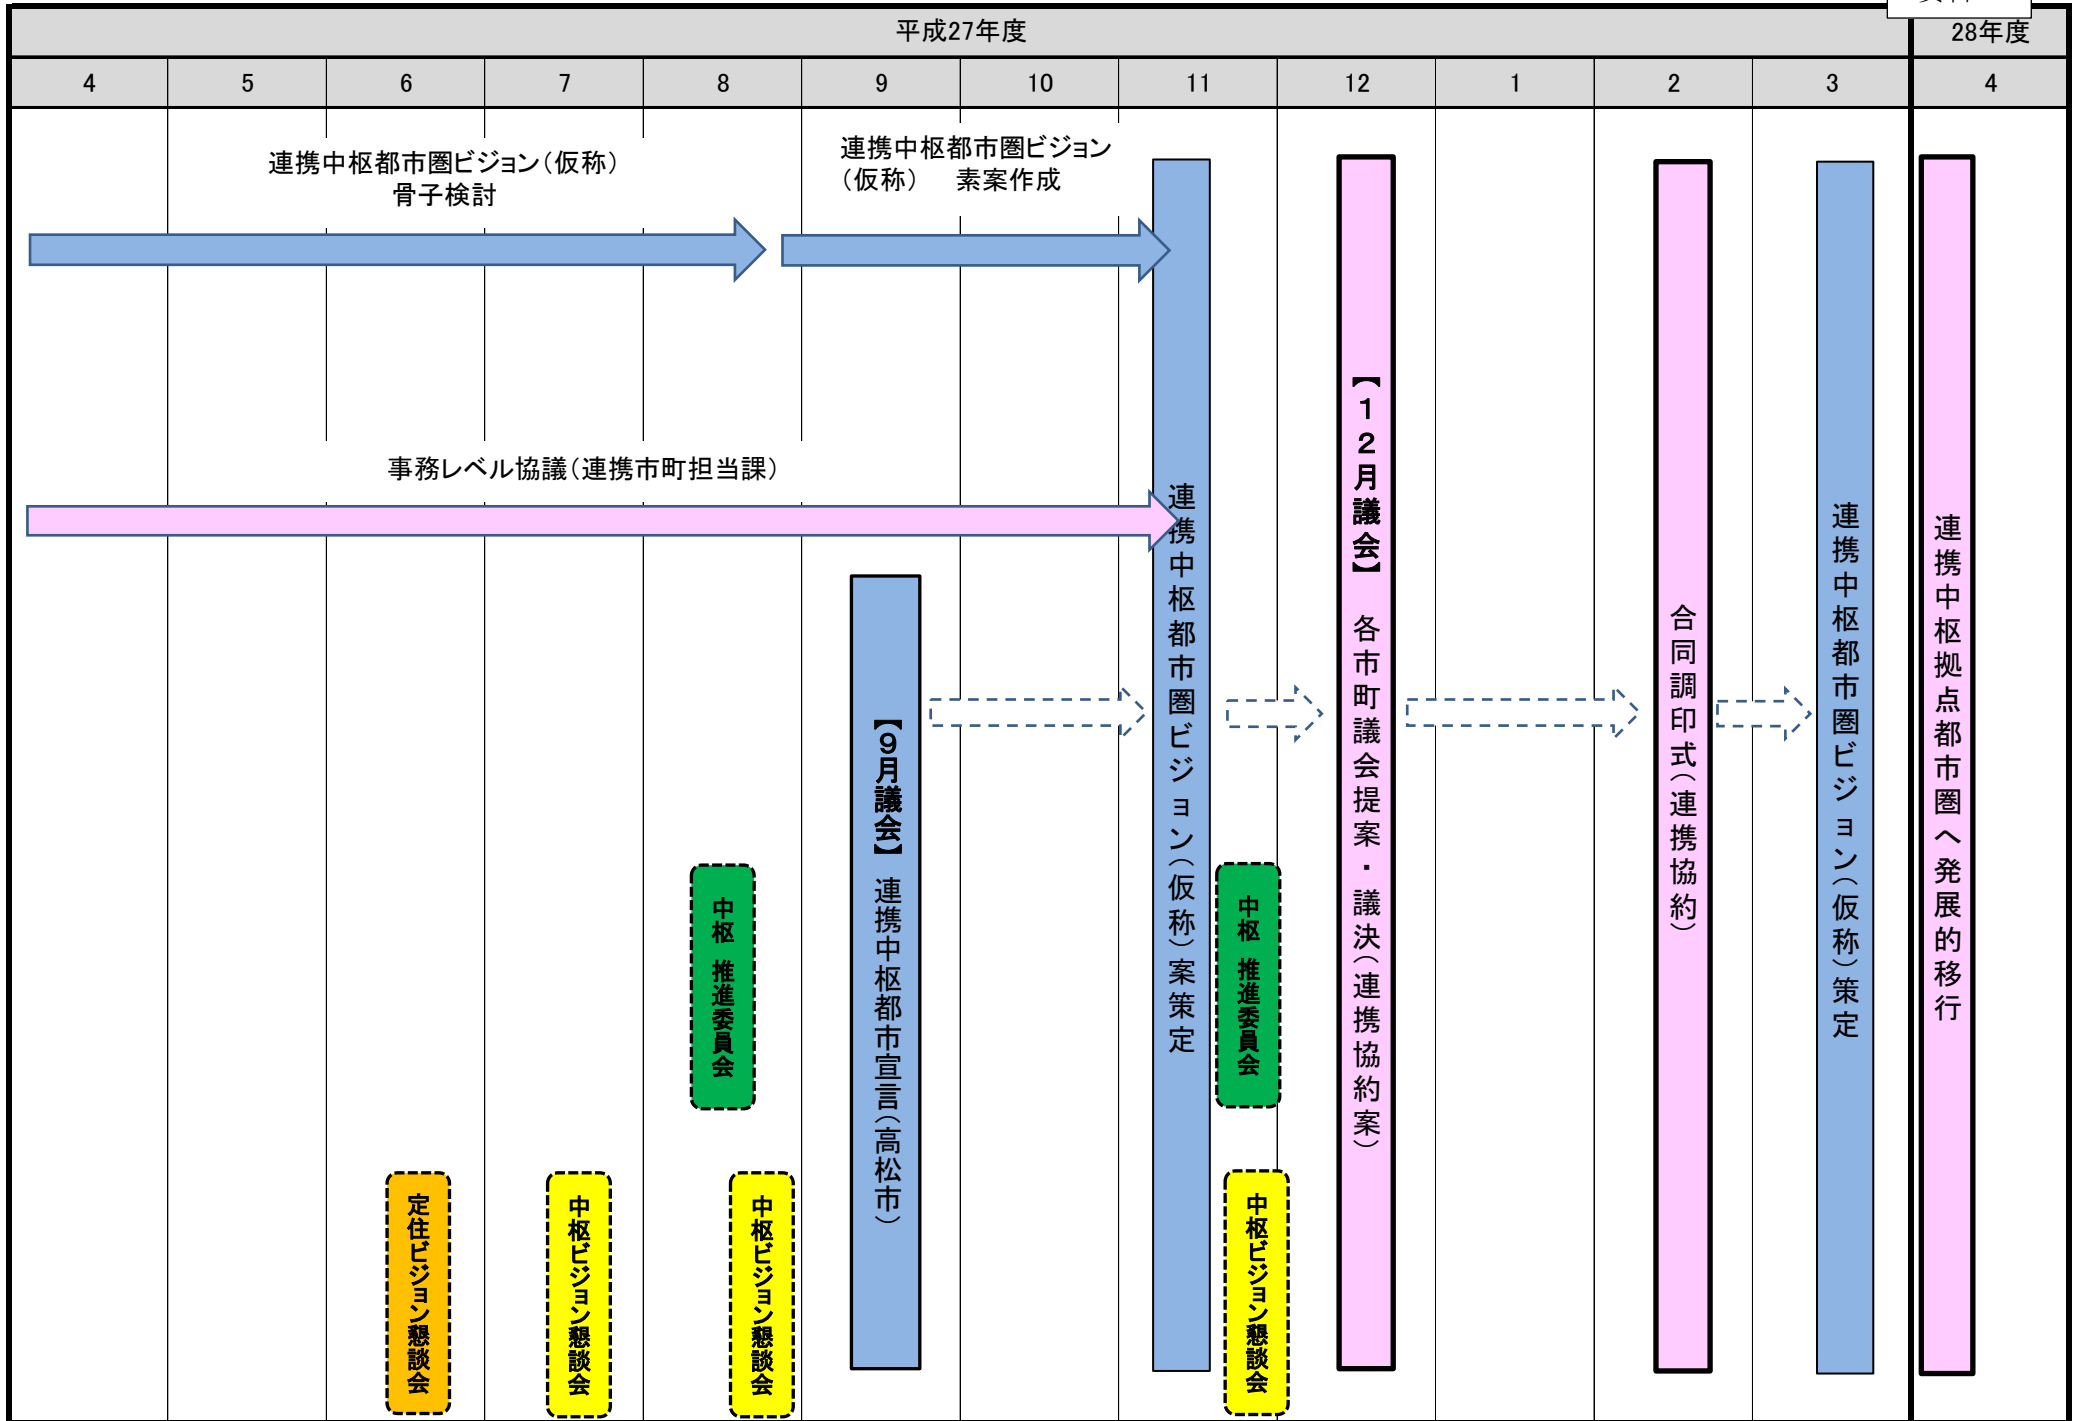 平成27年度
28年度
4 5 6 7 8 9 10 11 12 1 2 3 4
連携中枢都市圏ビジョン(仮称)
骨子検討
連携中枢都市圏ビジョン
(仮称) 素案作成
事務レベル協議(連携市町担当課)
定住ビジョン懇談会
中枢ビジョン懇談会
中枢 推進委員会
中枢ビジョン懇談会
【9月議会】 連携中枢都市宣言(高松市)
連携中枢都市圏ビジョン(仮称)案策定
中枢 推進委員会
中枢ビジョン懇談会
【12月議会】 各市町議会提案・議決(連携協約案)
合同調印式(連携協約)
連携中枢都市圏ビジョン(仮称)策定
連携中枢拠点都市圏へ発展的移行